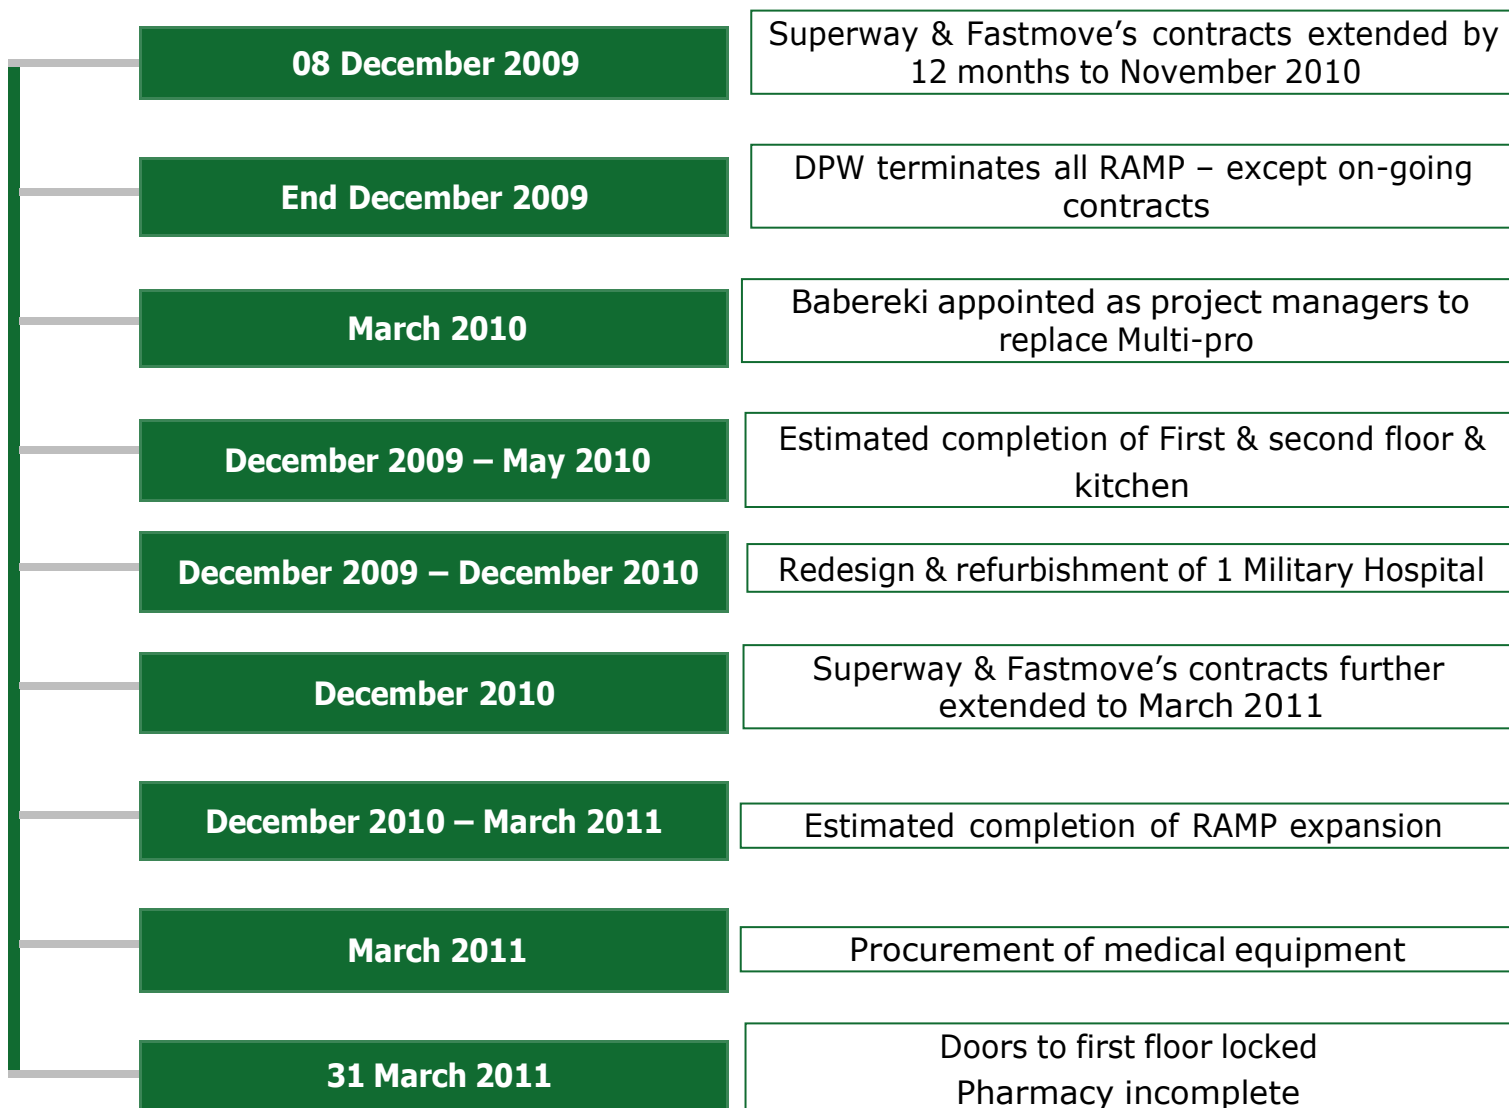 08 December 2009
Superway & Fastmove’s contracts extended by
12 months to November 2010
End December 2009
DPW terminates all RAMP – except on-going
contracts
March 2010
Babereki appointed as project managers to
replace Multi-pro
December 2009 – May 2010
Estimated completion of First & second floor &
kitchen
December 2009 – December 2010
Redesign & refurbishment of 1 Military Hospital
December 2010
Superway & Fastmove’s contracts further
extended to March 2011
December 2010 – March 2011
Estimated completion of RAMP expansion
March 2011
Procurement of medical equipment
31 March 2011
Doors to first floor locked
Pharmacy incomplete